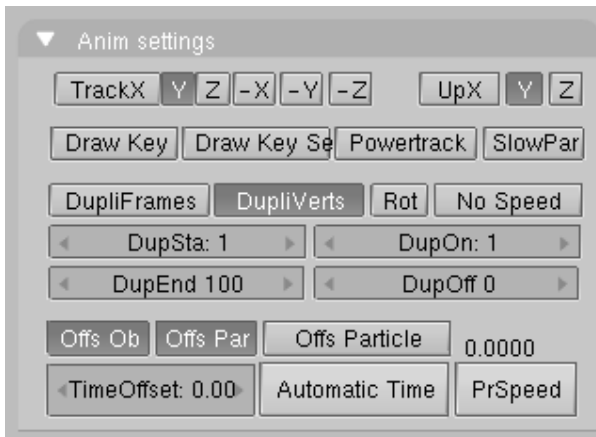 Anim settings
TrackX Y Z -X -Y -Z UpX Y Z
Draw Key Draw Key Se Powertrack SlowPar
DupliFrames DupliVerts Rot No Speed
DupSta: 1 DupOn: 1
DupEnd 100 DupOff 0
Offs Ob Offs Par Offs Particle 0.0000
TimeOffset: 0.00 Automatic Time PrSpeed